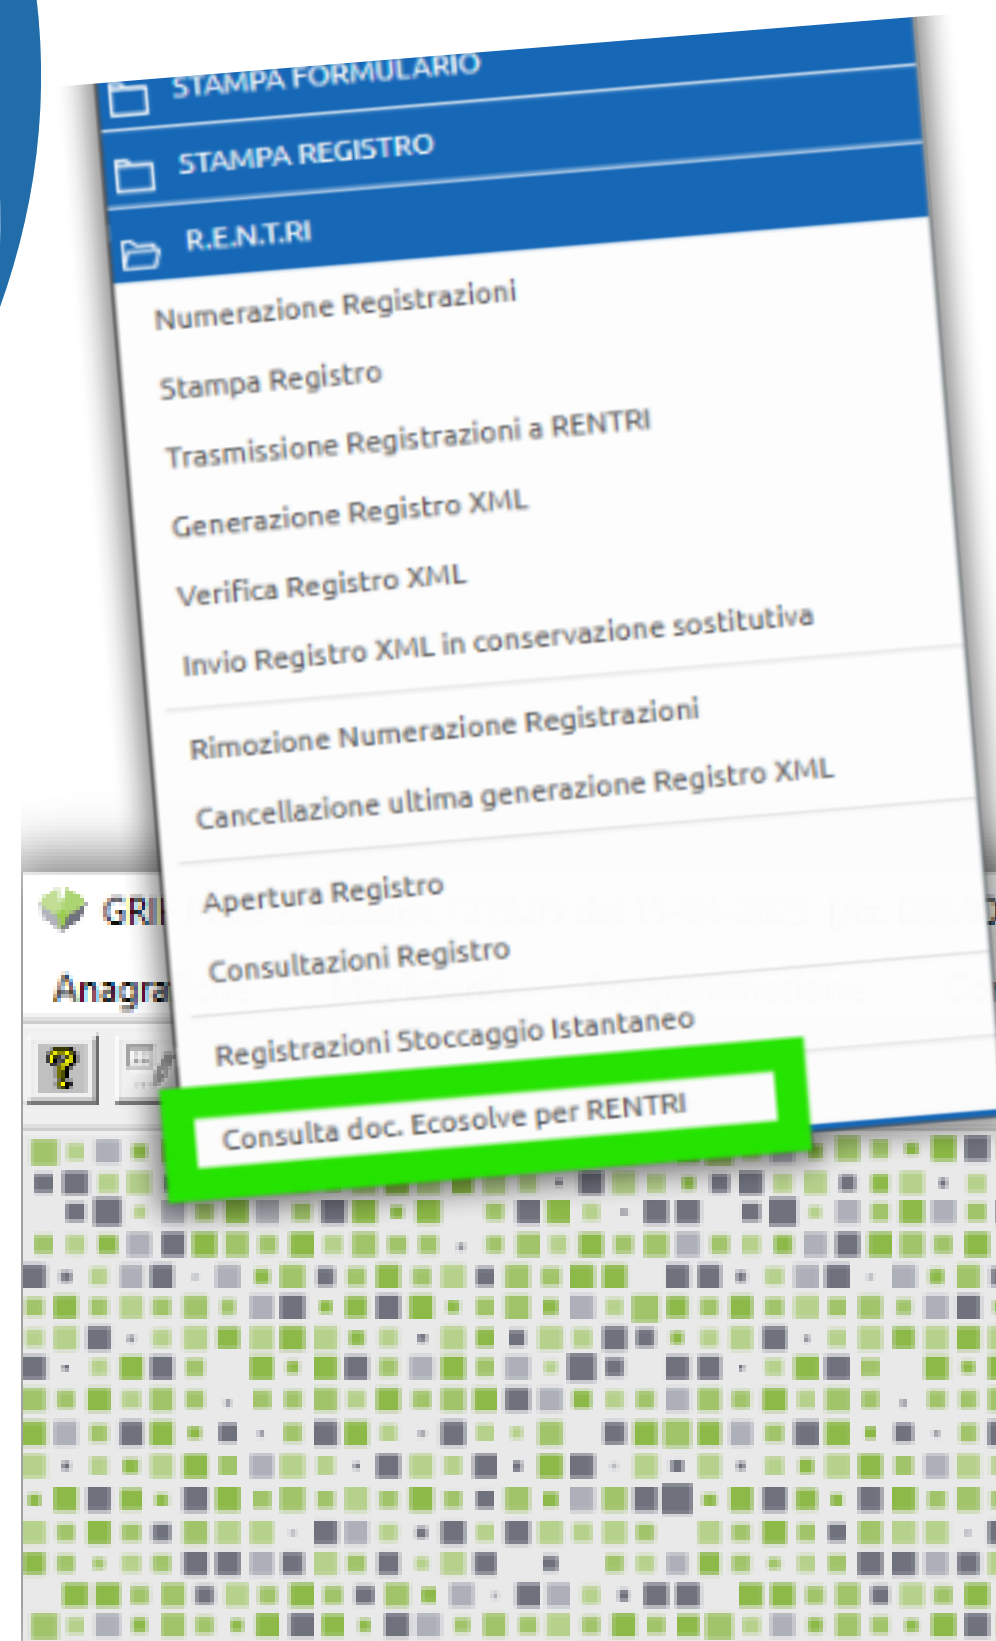 STAMPA FORMULARIO
STAMPA REGISTRO
R.E.N.T.RI
Numerazione Registrazioni
Stampa Registro
Trasmissione Registrazioni a RENTRI
Generazione Registro XML
Verifica Registro XML
Invio Registro XML in conservazione sostitutiva
Rimozione Numerazione Registrazioni
Cancellazione ultima generazione Registro XML
Apertura Registro
Consultazioni Registro
Registrazioni Stoccaggio Istantaneo
Consulta doc. Ecosolve per RENTRI
GRI
Anagra
?